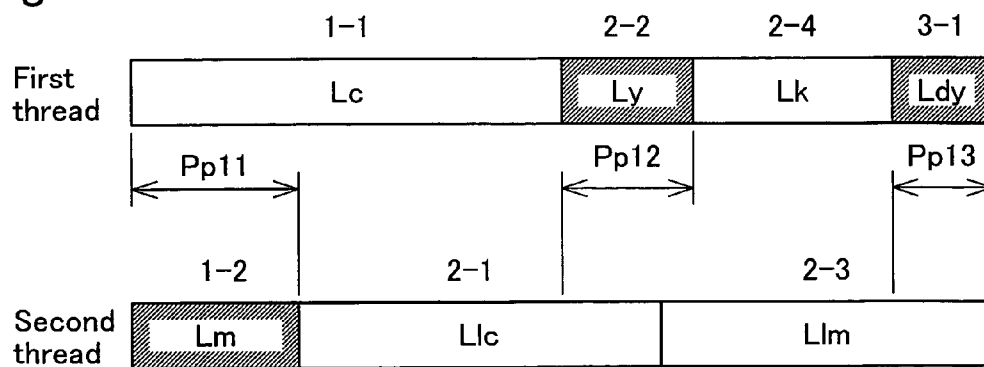 1-1 2-2 2-4 3-1
First thread Lc Ly Lk Ldy
Pp11 Pp12 Pp13
1-2 2-1 2-3
Second thread Lm Llc Llm